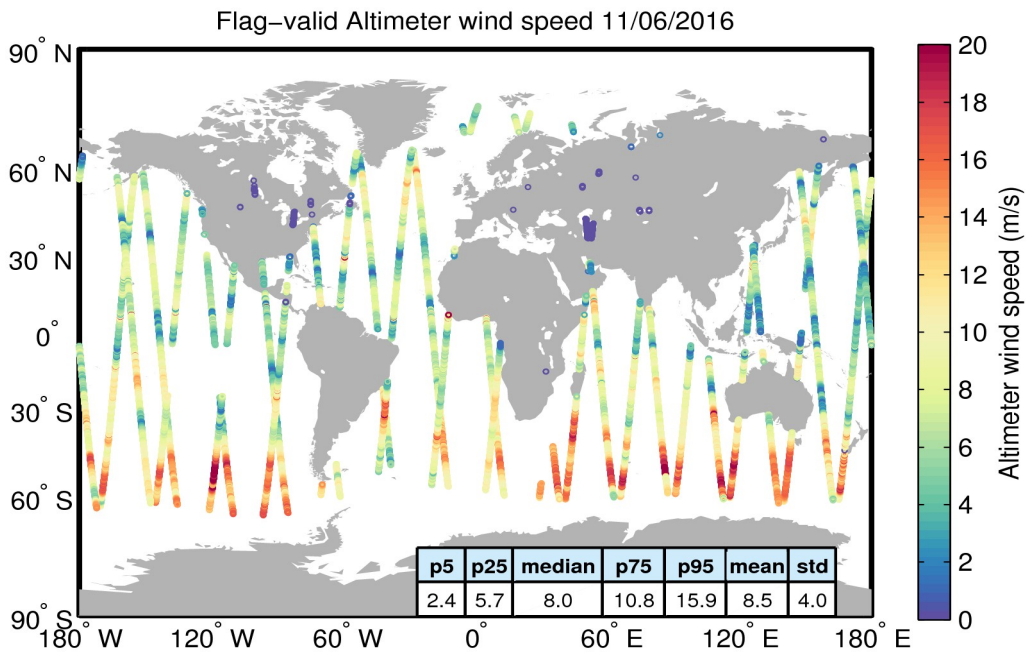 Flag−valid Altimeter wind speed 11/06/2016
90° N
60° N
30° N
0°
30° S
60° S
90° S
180° W
120° W
60° W
0°
60° E
120° E
180° E
p5 p25 median p75 p95 mean std
2.4 5.7 8.0 10.8 15.9 8.5 4.0
20
18
16
14
12
10
8
6
4
2
0
Altimeter wind speed (m/s)